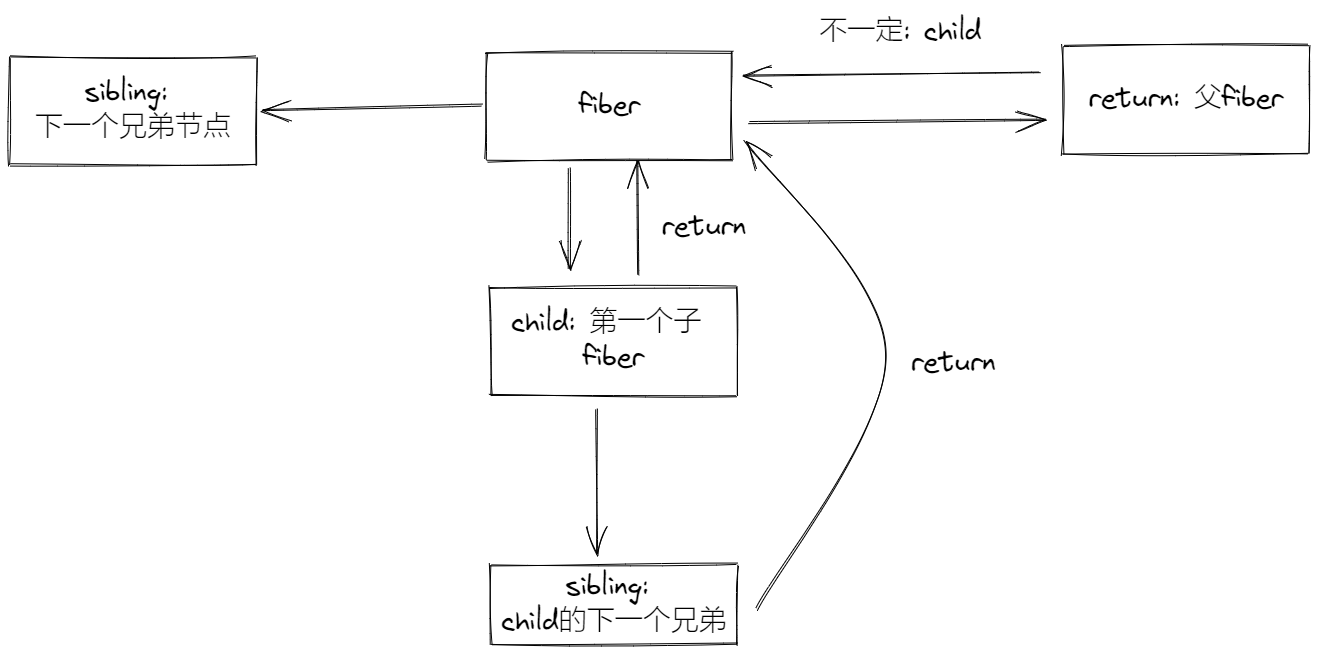 不一定: child
sibling:
下一个兄弟节点
fiber
return: 父fiber
return
child: 第一个子
fiber
return
sibling:
child的下一个兄弟